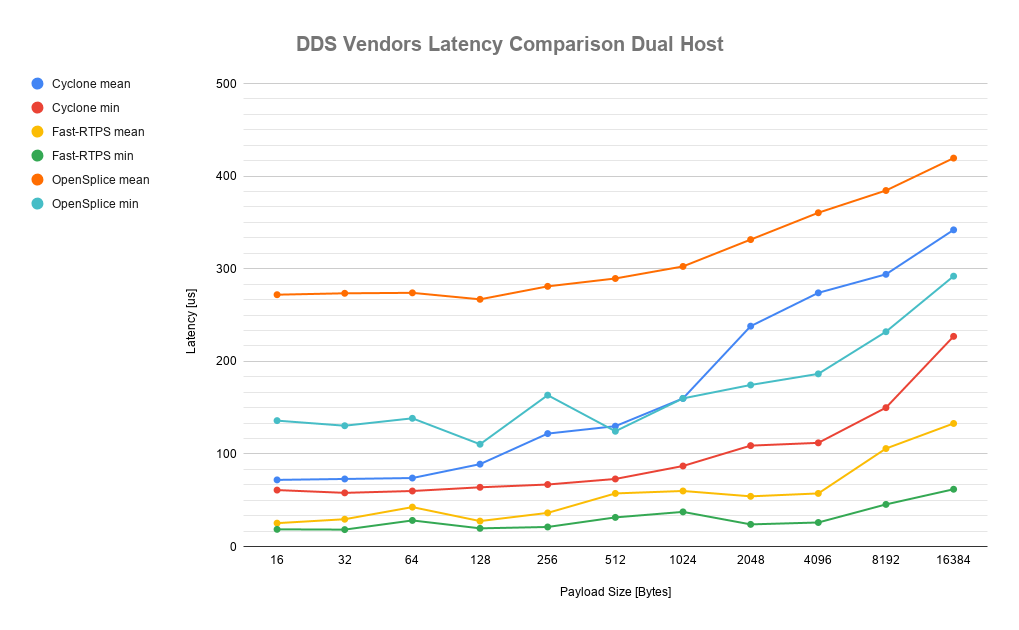 DDS Vendors Latency Comparison Dual Host
Cyclone mean
Cyclone min
Fast-RTPS mean
Fast-RTPS min
OpenSplice mean
OpenSplice min
Latency [us]
500
400
300
200
100
0
16 32 64 128 256 512 1024 2048 4096 8192 16384
Payload Size [Bytes]